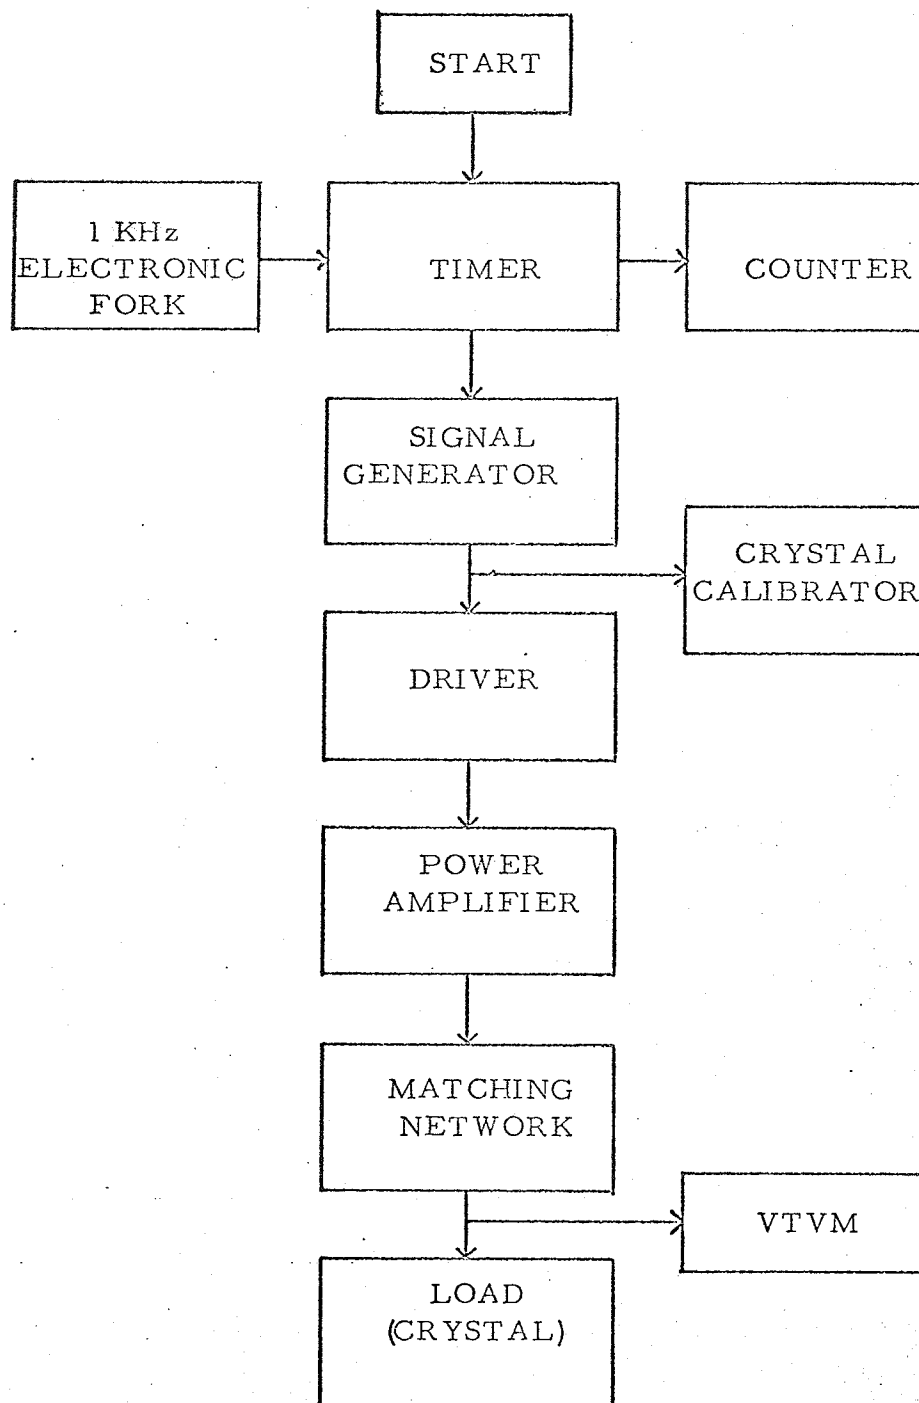 START
1 KHz
ELECTRONIC
FORK
TIMER
COUNTER
SIGNAL
GENERATOR
CRYSTAL
CALIBRATOR
DRIVER
POWER
AMPLIFIER
MATCHING
NETWORK
VTVM
LOAD
(CRYSTAL)